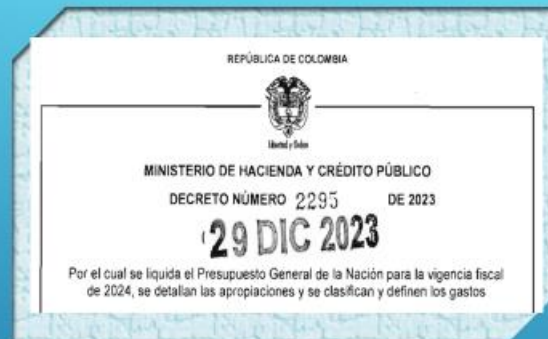 REPÚBLICA DE COLOMBIA
Libertad y Orden
MINISTERIO DE HACIENDA Y CRÉDITO PÚBLICO
DECRETO NÚMERO 2295 DE 2023
29 DIC 2023
Por el cual se liquida el Presupuesto General de la Nación para la vigencia fiscal
de 2024, se detallan las apropiaciones y se clasifican y definen los gastos